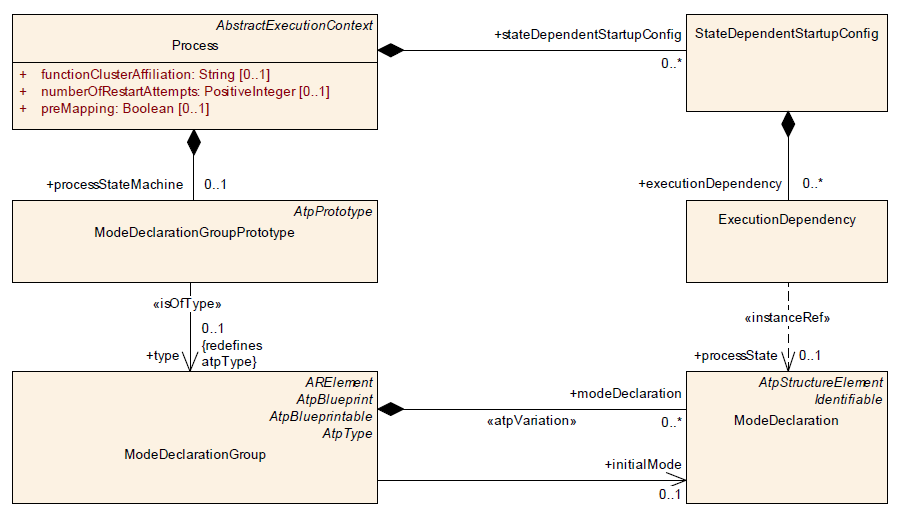 AbstractExecutionContext
Process
+ functionClusterAffiliation: String [0..1]
+ numberOfRestartAttempts: PositiveInteger [0..1]
+ preMapping: Boolean [0..1]
+stateDependentStartupConfig
0..*
StateDependentStartupConfig
+processStateMachine 0..1
+executionDependency 0..*
AtpPrototype
ModeDeclarationGroupPrototype
ExecutionDependency
«isOfType»
0..1
{redefines
atpType}
+type
«instanceRef»
+processState 0..1
ARElement
AtpBlueprint
AtpBlueprintable
AtpType
ModeDeclarationGroup
+modeDeclaration
«atpVariation» 0..*
+initialMode
0..1
AtpStructureElement
Identifiable
ModeDeclaration